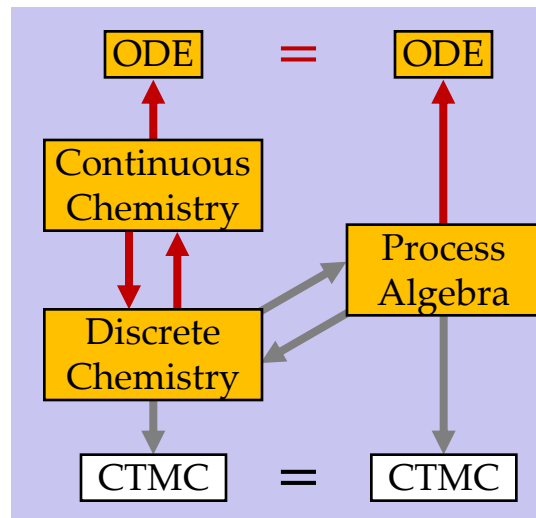 ODE = ODE
Continuous
Chemistry
Process
Algebra
Discrete
Chemistry
CTMC = CTMC